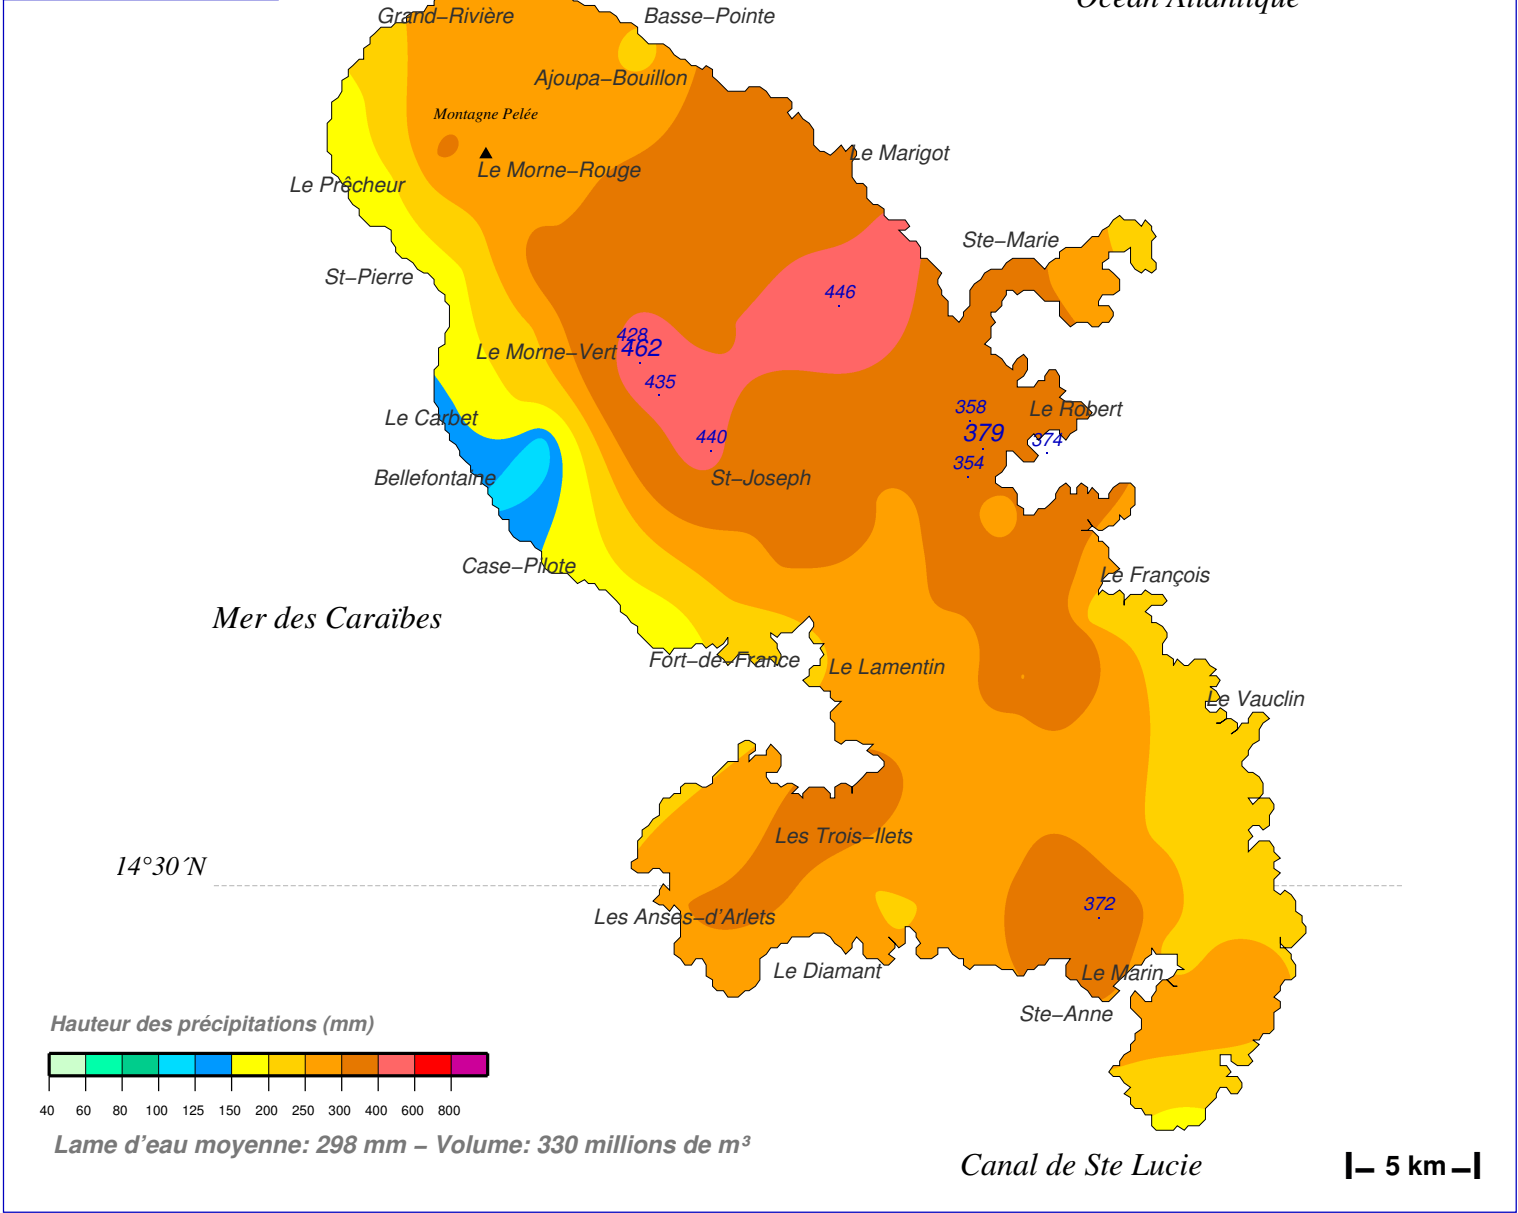 Océan Atlantique
Grand−Rivière
Basse−Pointe
Ajoupa−Bouillon
Montagne Pelée
Le Marigot
Le Morne−Rouge
Le Prêcheur
Ste−Marie
St−Pierre
446
428
Le Morne−Vert
462
435
358
Le Robert
Le Carbet
379
440
374
354
Bellefontaine
St−Joseph
Case−Pilote
Le François
Mer des Caraïbes
Fort−de−France
Le Lamentin
Le Vauclin
Les Trois−Ilets
14°30´N
372
Les Anses−d'Arlets
Le Diamant
Le Marin
Ste−Anne
Hauteur des précipitations (mm)
40 60 80 100 125 150 200 250 300 400 600 800
Lame d'eau moyenne: 298 mm − Volume: 330 millions de m³
Canal de Ste Lucie
5 km